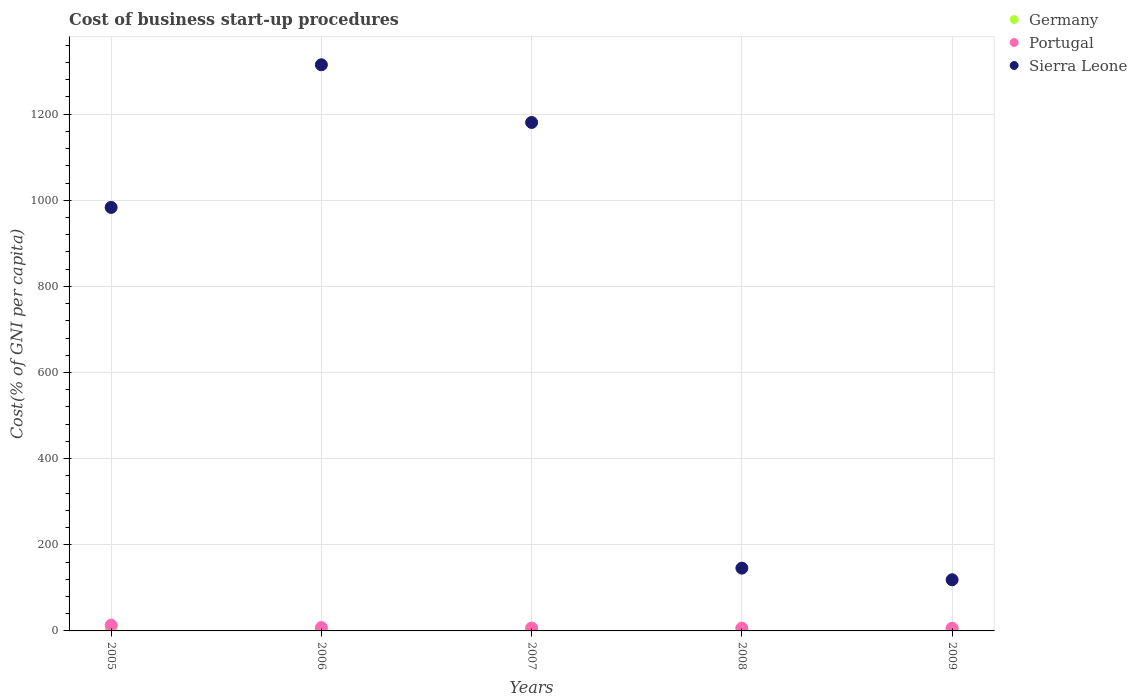 Cost of business start-up procedures
Germany
Portugal
Sierra Leone
Cost(% of GNI per capita)
1200
1000
800
600
400
200
0
2005
2006
2007
2008
2009
Years